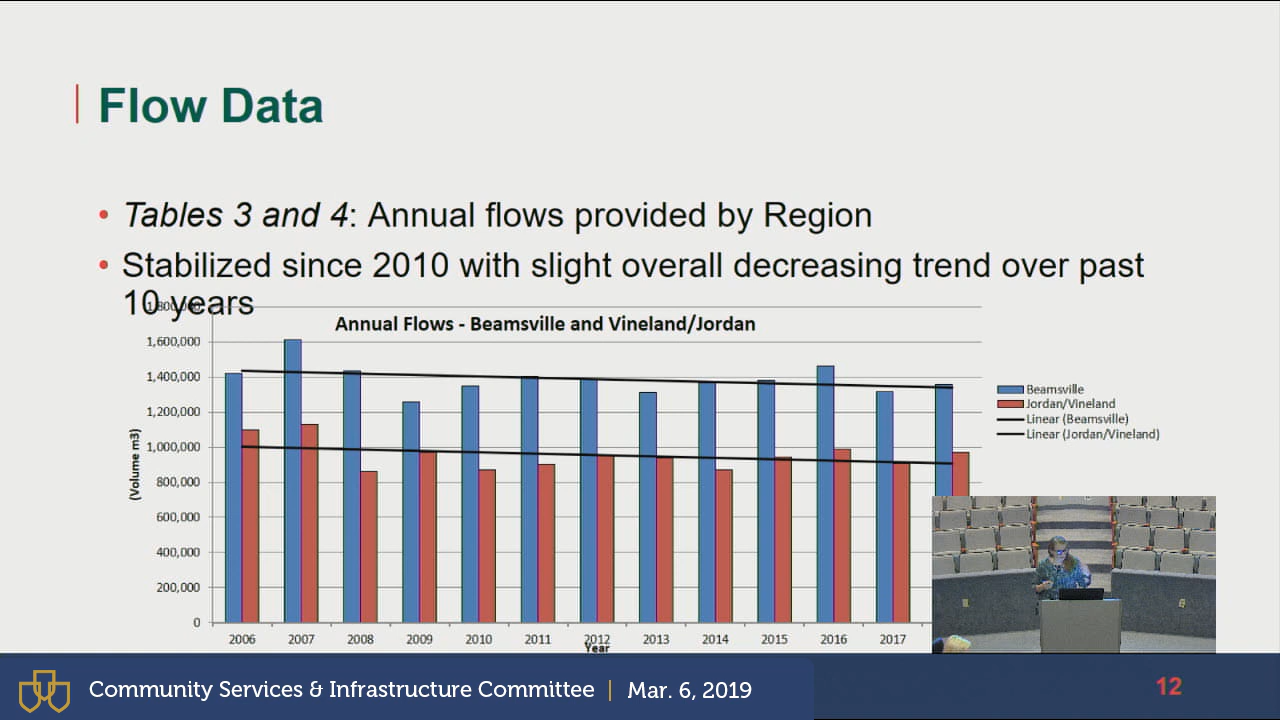 Flow Data
• Tables 3 and 4: Annual flows provided by Region
• Stabilized since 2010 with slight overall decreasing trend over past
10 years
Annual Flows - Beamsville and Vineland/Jordan
1,800,000
1,600,000
1,400,000
1,200,000
1,000,000
800,000
600,000
400,000
200,000
0
(Volume m3)
2006 2007 2008 2009 2010 2011 2012 2013 2014 2015 2016 2017
Year
Beamsville
Jordan/Vineland
Linear (Beamsville)
Linear (Jordan/Vineland)
Community Services & Infrastructure Committee | Mar. 6, 2019
12